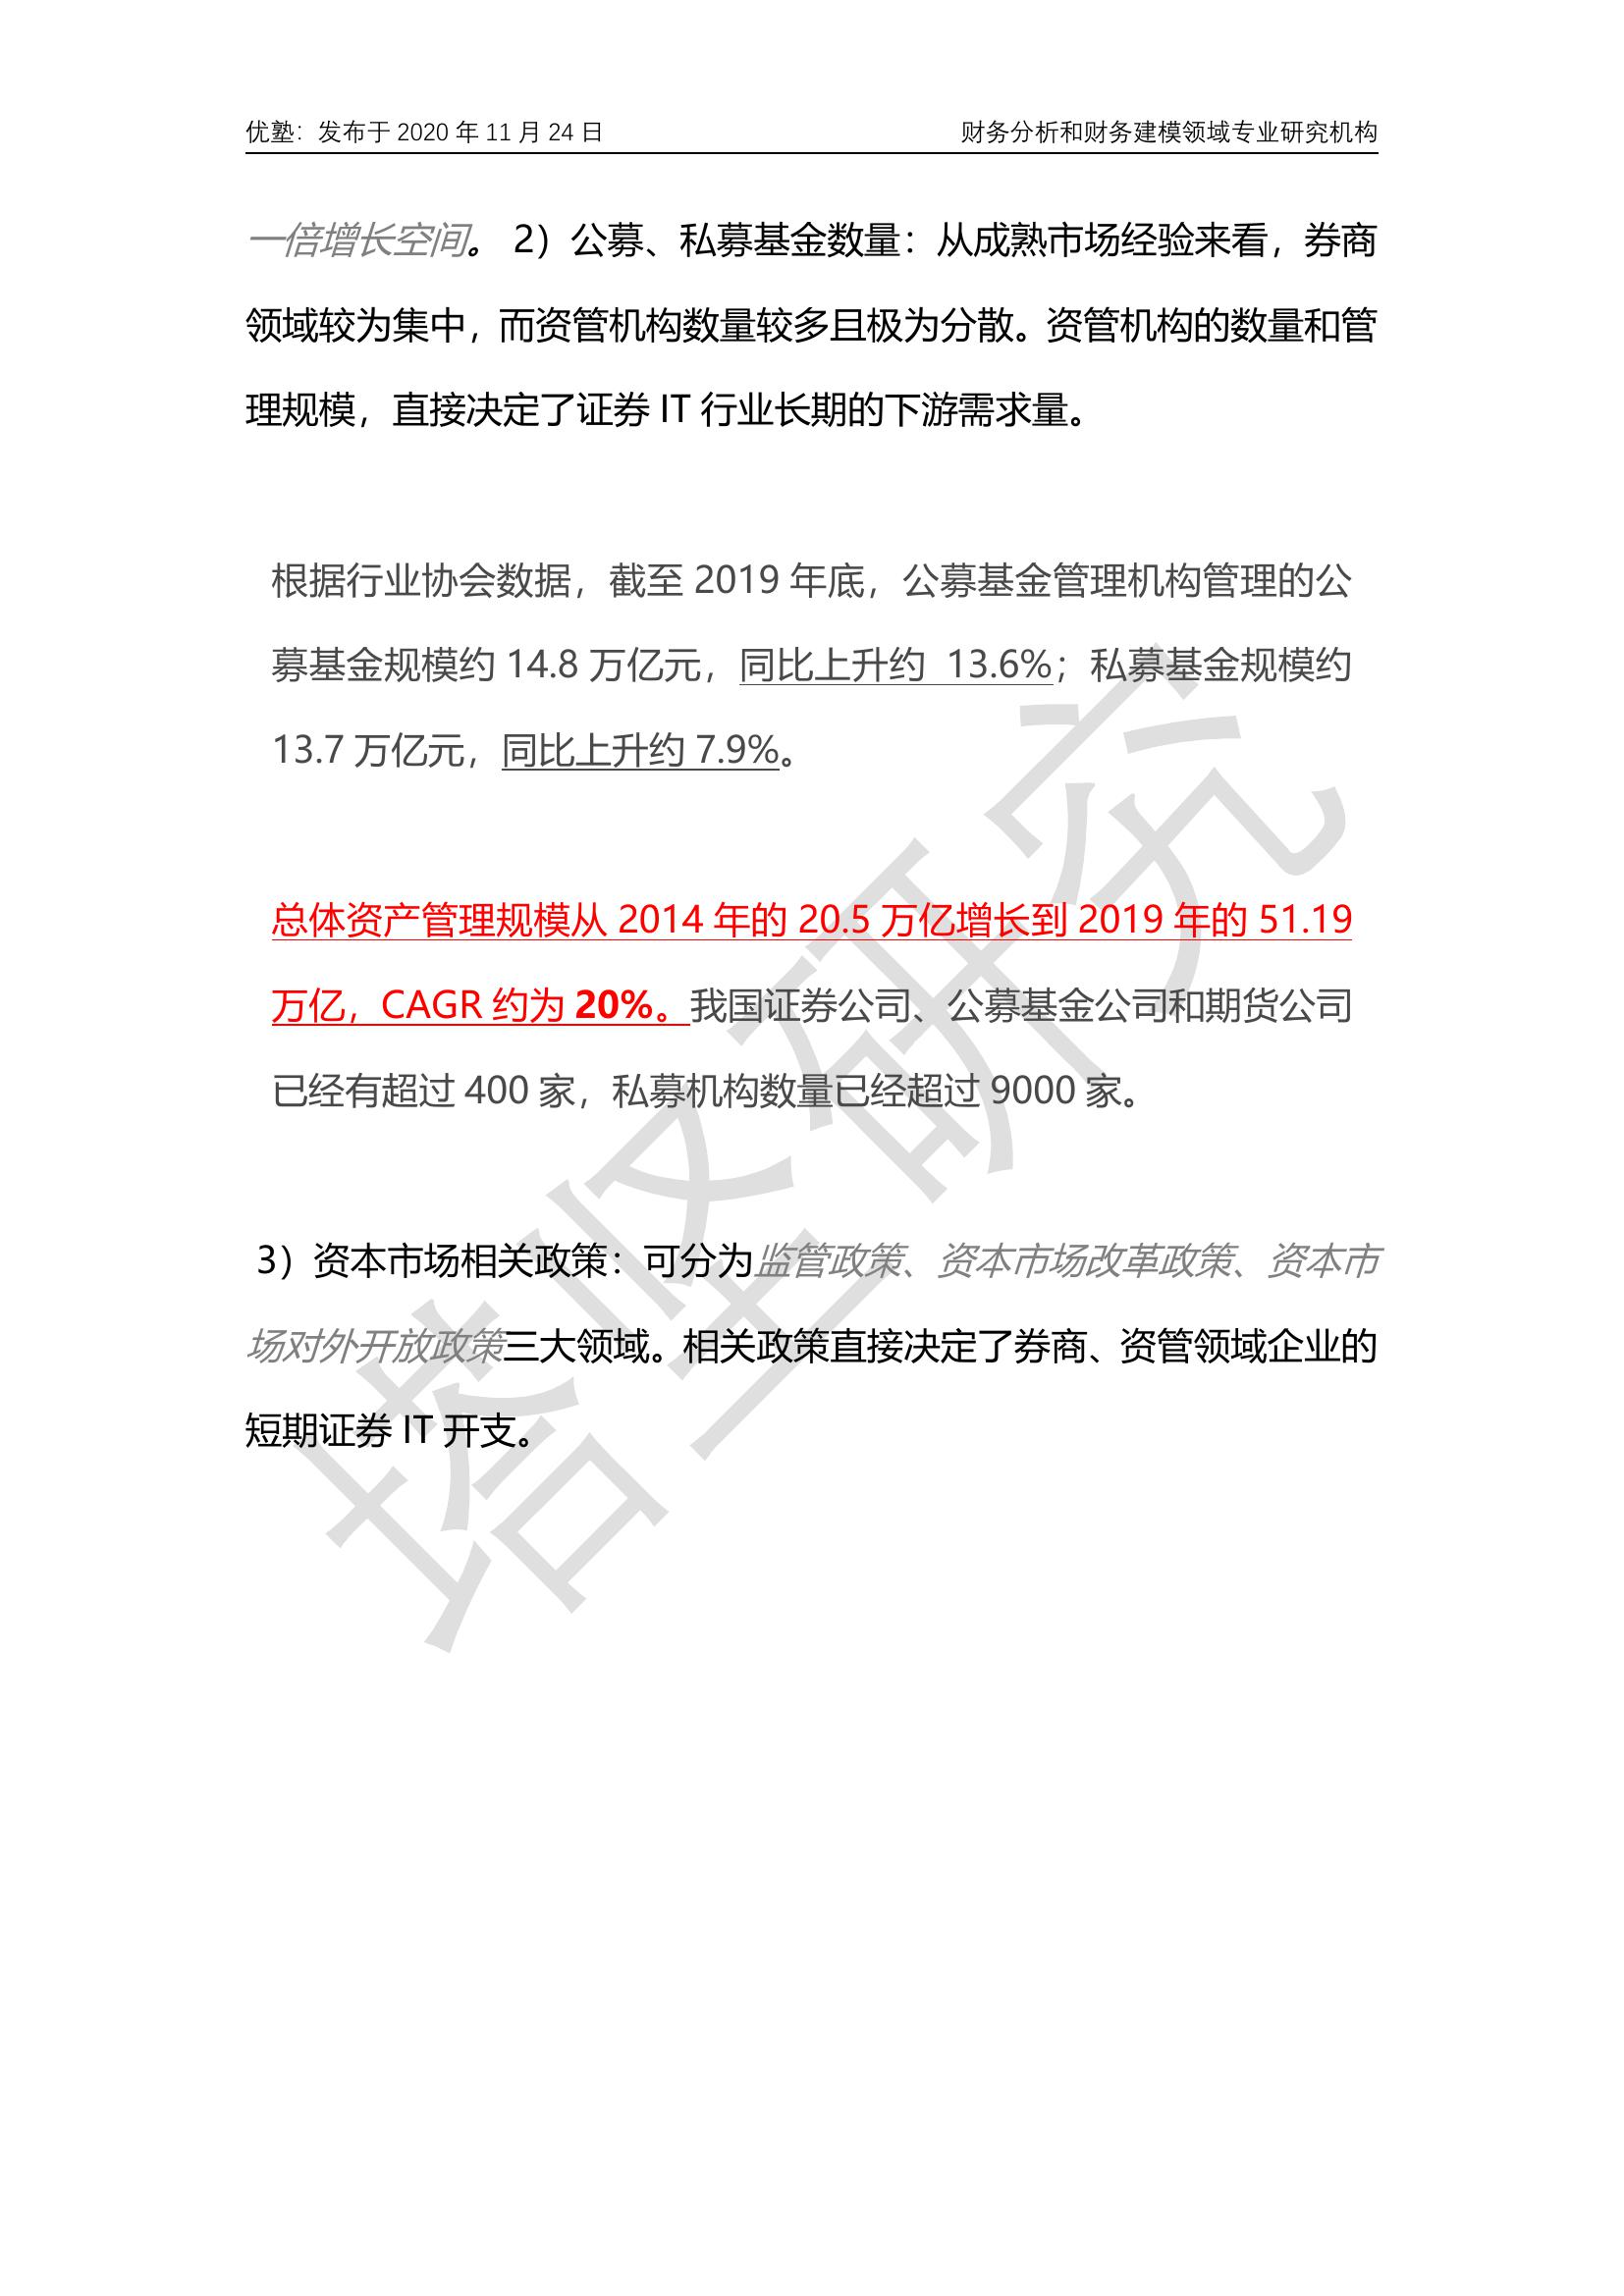 优塾：发布于 2020 年 11 月 24 日 财务分析和财务建模领域专业研究机构
一倍增长空间。 2）公募、私募基金数量：从成熟市场经验来看，券商
领域较为集中，而资管机构数量较多且极为分散。资管机构的数量和管
理规模，直接决定了证券 IT 行业长期的下游需求量。
根据行业协会数据，截至 2019 年底，公募基金管理机构管理的公
募基金规模约 14.8 万亿元，同比上升约 13.6%；私募基金规模约
13.7 万亿元，同比上升约 7.9%。
总体资产管理规模从 2014 年的 20.5 万亿增长到 2019 年的 51.19
万亿，CAGR 约为 20%。我国证券公司、公募基金公司和期货公司
已经有超过 400 家，私募机构数量已经超过 9000 家。
3）资本市场相关政策：可分为监管政策、资本市场改革政策、资本市
场对外开放政策三大领域。相关政策直接决定了券商、资管领域企业的
短期证券 IT 开支。
塔坚研究